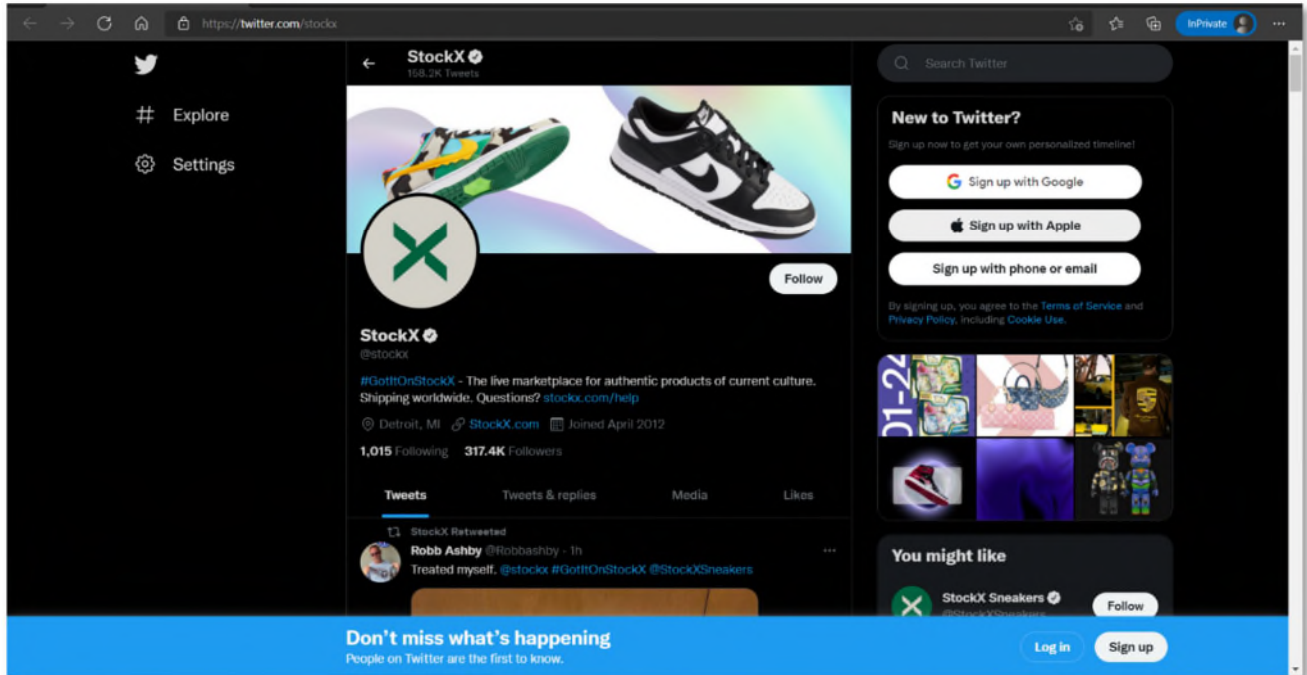 https://twitter.com/stockx
InPrivate
Explore
Settings
StockX
158.2K Tweets
Follow
StockX
@stockx
#GotItOnStockX - The live marketplace for authentic products of current culture.
Shipping worldwide. Questions? stockx.com/help
Detroit, MI StockX.com Joined April 2012
1,015 Following 317.4K Followers
Tweets Tweets & replies Media Likes
StockX Retweeted
Robb Ashby @Robbashby · 1h
Treated myself. @stockx #GotItOnStockX @StockXSneakers
Search Twitter
New to Twitter?
Sign up now to get your own personalized timeline!
Sign up with Google
Sign up with Apple
Sign up with phone or email
By signing up, you agree to the Terms of Service and
Privacy Policy, including Cookie Use.
01-24
You might like
StockX Sneakers
@StockXSneakers
Follow
Don't miss what's happening
People on Twitter are the first to know.
Log in
Sign up